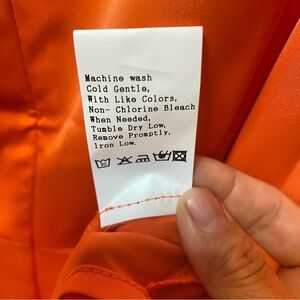 Machine wash
Cold Gentle,
With Like Colors,
Non- Chlorine Bleach
When Needed,
Tumble Dry Low,
Remove Promptly,
Iron Low.